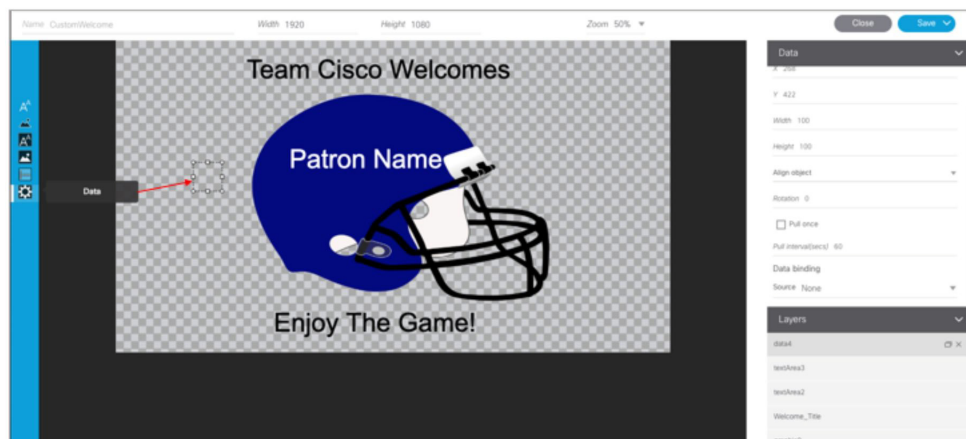 Name CustomWelcome
Width 1920
Height 1080
Zoom 50%
Close
Save
Team Cisco Welcomes
Patron Name
Enjoy The Game!
Data
Data
X 268
Y 422
Width 100
Height 100
Align object
Rotation 0
Pull once
Pull interval(secs) 60
Data binding
Source None
Layers
data4
textArea3
textArea2
Welcome_Title